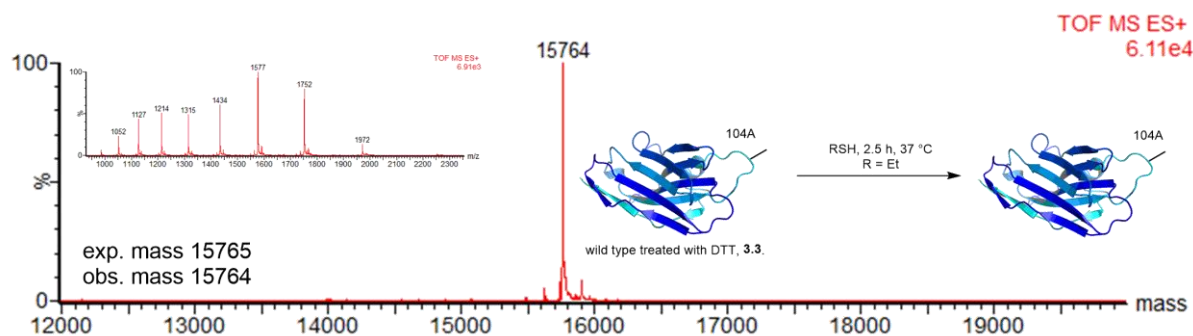 TOF MS ES+
6.11e4
15764
100
%
0
12000 13000 14000 15000 16000 17000 18000 19000
mass
TOF MS ES+
6.91e3
100
%
0
1052 1127 1214 1315 1434 1577 1752 1972
1000 1100 1200 1300 1400 1500 1600 1700 1800 1900 2000 2100 2200 2300
m/z
104A
RSH, 2.5 h, 37 °C
R = Et
104A
wild type treated with DTT, 3.3.
exp. mass 15765
obs. mass 15764